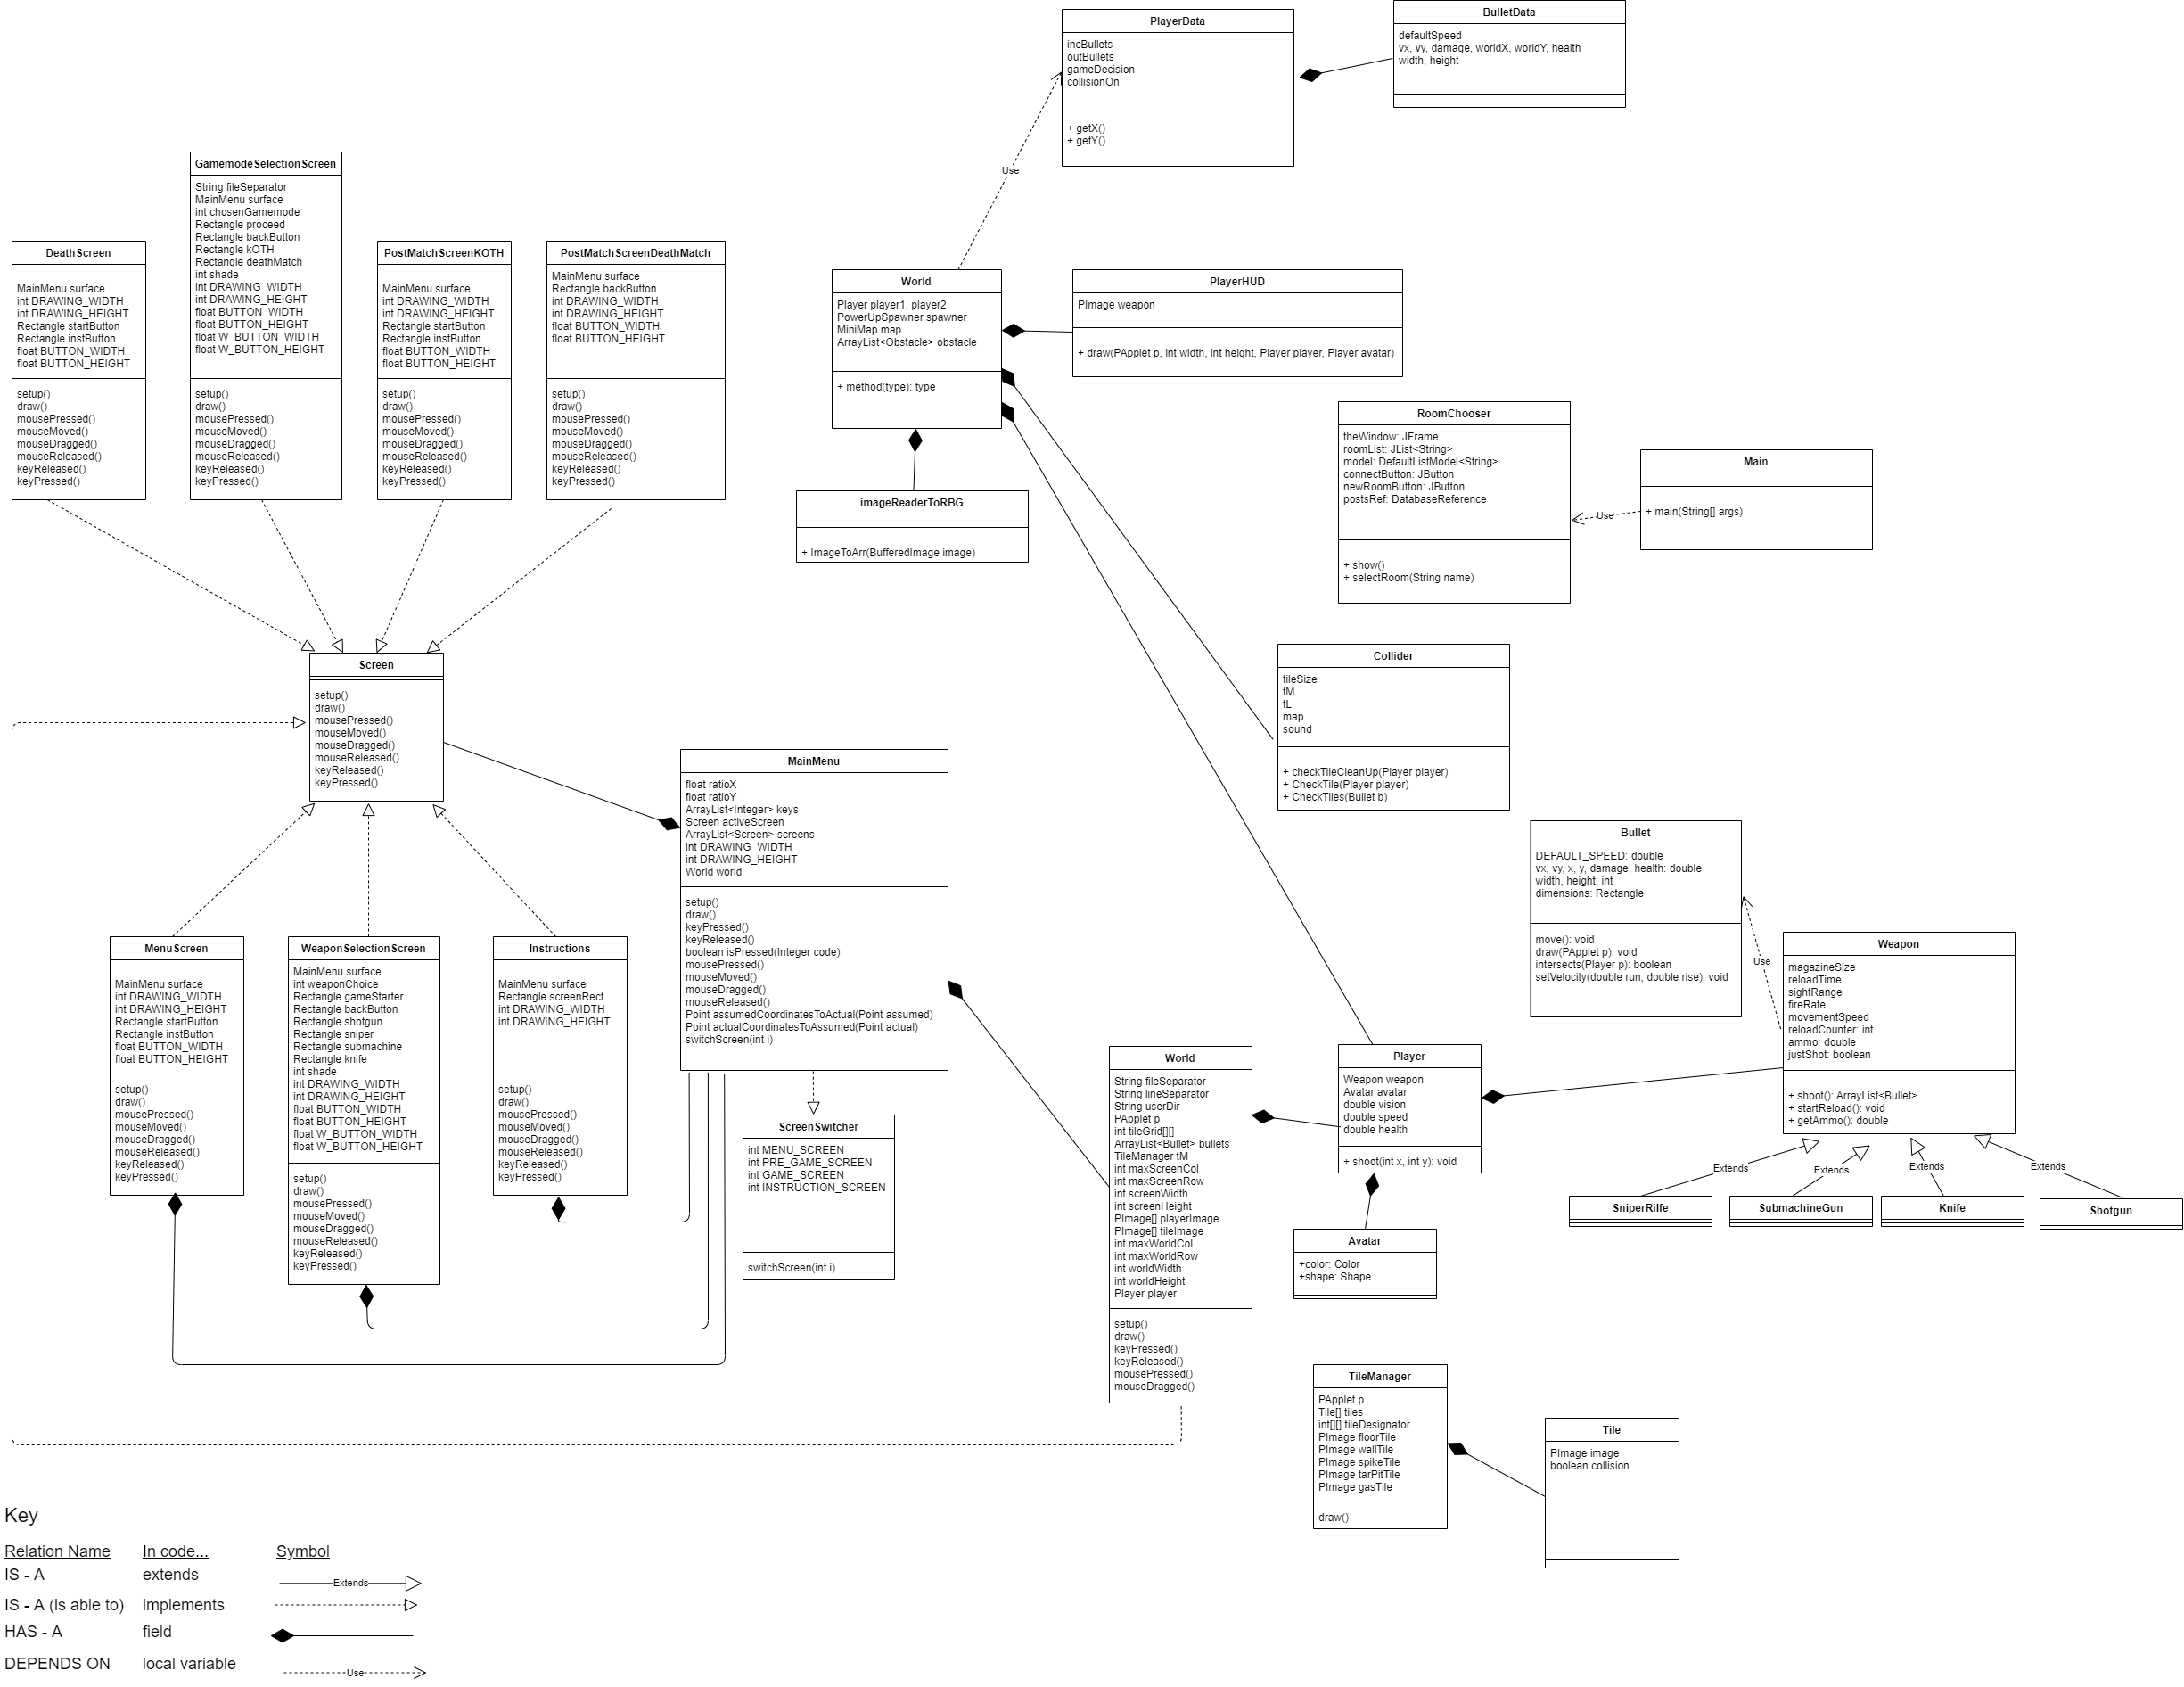 PlayerData
incBullets
outBullets
gameDecision
collisionOn
+ getX()
+ getY()
BulletData
defaultSpeed
vx, vy, damage, worldX, worldY, health
width, height
Use
GamemodeSelectionScreen
String fileSeparator
MainMenu surface
int chosenGamemode
Rectangle proceed
Rectangle backButton
Rectangle kOTH
Rectangle deathMatch
int shade
int DRAWING_WIDTH
int DRAWING_HEIGHT
float BUTTON_WIDTH
float BUTTON_HEIGHT
float W_BUTTON_WIDTH
float W_BUTTON_HEIGHT
setup()
draw()
mousePressed()
mouseMoved()
mouseDragged()
mouseReleased()
keyReleased()
keyPressed()
DeathScreen
MainMenu surface
int DRAWING_WIDTH
int DRAWING_HEIGHT
Rectangle startButton
Rectangle instButton
float BUTTON_WIDTH
float BUTTON_HEIGHT
setup()
draw()
mousePressed()
mouseMoved()
mouseDragged()
mouseReleased()
keyReleased()
keyPressed()
PostMatchScreenKOTH
MainMenu surface
int DRAWING_WIDTH
int DRAWING_HEIGHT
Rectangle startButton
Rectangle instButton
float BUTTON_WIDTH
float BUTTON_HEIGHT
setup()
draw()
mousePressed()
mouseMoved()
mouseDragged()
mouseReleased()
keyReleased()
keyPressed()
PostMatchScreenDeathMatch
MainMenu surface
Rectangle backButton
int DRAWING_WIDTH
int DRAWING_HEIGHT
float BUTTON_WIDTH
float BUTTON_HEIGHT
setup()
draw()
mousePressed()
mouseMoved()
mouseDragged()
mouseReleased()
keyReleased()
keyPressed()
World
Player player1, player2
PowerUpSpawner spawner
MiniMap map
ArrayList<Obstacle> obstacle
+ method(type): type
PlayerHUD
PImage weapon
+ draw(PApplet p, int width, int height, Player player, Player avatar)
imageReaderToRBG
+ ImageToArr(BufferedImage image)
RoomChooser
theWindow: JFrame
roomList: JList<String>
model: DefaultListModel<String>
connectButton: JButton
newRoomButton: JButton
postsRef: DatabaseReference
+ show()
+ selectRoom(String name)
Use
Main
+ main(String[] args)
Screen
setup()
draw()
mousePressed()
mouseMoved()
mouseDragged()
mouseReleased()
keyReleased()
keyPressed()
Collider
tileSize
tM
tL
map
sound
+ checkTileCleanUp(Player player)
+ CheckTile(Player player)
+ CheckTiles(Bullet b)
MainMenu
float ratioX
float ratioY
ArrayList<Integer> keys
Screen activeScreen
ArrayList<Screen> screens
int DRAWING_WIDTH
int DRAWING_HEIGHT
World world
setup()
draw()
keyPressed()
keyReleased()
boolean isPressed(Integer code)
mousePressed()
mouseMoved()
mouseDragged()
mouseReleased()
Point assumedCoordinatesToActual(Point assumed)
Point actualCoordinatesToAssumed(Point actual)
switchScreen(int i)
Bullet
DEFAULT_SPEED: double
vx, vy, x, y, damage, health: double
width, height: int
dimensions: Rectangle
move(): void
draw(PApplet p): void
intersects(Player p): boolean
setVelocity(double run, double rise): void
Use
Weapon
magazineSize
reloadTime
sightRange
fireRate
movementSpeed
reloadCounter: int
ammo: double
justShot: boolean
+ shoot(): ArrayList<Bullet>
+ startReload(): void
+ getAmmo(): double
MenuScreen
MainMenu surface
int DRAWING_WIDTH
int DRAWING_HEIGHT
Rectangle startButton
Rectangle instButton
float BUTTON_WIDTH
float BUTTON_HEIGHT
setup()
draw()
mousePressed()
mouseMoved()
mouseDragged()
mouseReleased()
keyReleased()
keyPressed()
WeaponSelectionScreen
MainMenu surface
int weaponChoice
Rectangle gameStarter
Rectangle backButton
Rectangle shotgun
Rectangle sniper
Rectangle submachine
Rectangle knife
int shade
int DRAWING_WIDTH
int DRAWING_HEIGHT
float BUTTON_WIDTH
float BUTTON_HEIGHT
float W_BUTTON_WIDTH
float W_BUTTON_HEIGHT
setup()
draw()
mousePressed()
mouseMoved()
mouseDragged()
mouseReleased()
keyReleased()
keyPressed()
Instructions
MainMenu surface
Rectangle screenRect
int DRAWING_WIDTH
int DRAWING_HEIGHT
setup()
draw()
mousePressed()
mouseMoved()
mouseDragged()
mouseReleased()
keyReleased()
keyPressed()
ScreenSwitcher
int MENU_SCREEN
int PRE_GAME_SCREEN
int GAME_SCREEN
int INSTRUCTION_SCREEN
switchScreen(int i)
World
String fileSeparator
String lineSeparator
String userDir
PApplet p
int tileGrid[][]
ArrayList<Bullet> bullets
TileManager tM
int maxScreenCol
int maxScreenRow
int screenWidth
int screenHeight
PImage[] playerImage
PImage[] tileImage
int maxWorldCol
int maxWorldRow
int worldWidth
int worldHeight
Player player
setup()
draw()
keyPressed()
keyReleased()
mousePressed()
mouseDragged()
Player
Weapon weapon
Avatar avatar
double vision
double speed
double health
+ shoot(int x, int y): void
Avatar
+color: Color
+shape: Shape
Extends
Extends
Extends
Extends
SniperRilfe
SubmachineGun
Knife
Shotgun
TileManager
PApplet p
Tile[] tiles
int[][] tileDesignator
PImage floorTile
PImage wallTile
PImage spikeTile
PImage tarPitTile
PImage gasTile
draw()
Tile
PImage image
boolean collision
Key
Relation Name In code... Symbol
IS - A extends Extends
IS - A (is able to) implements
HAS - A field
DEPENDS ON local variable Use